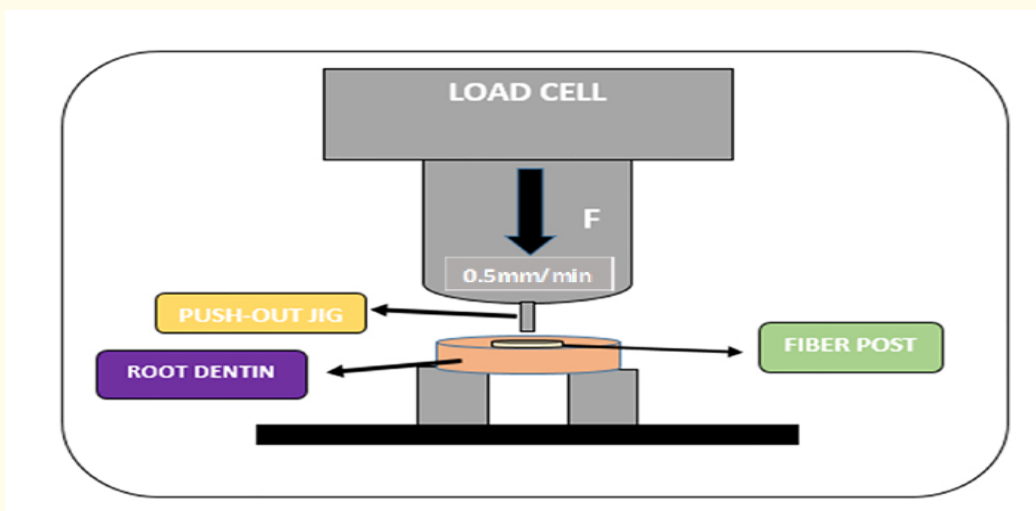 LOAD CELL
F
0.5mm/min
PUSH-OUT JIG
FIBER POST
ROOT DENTIN